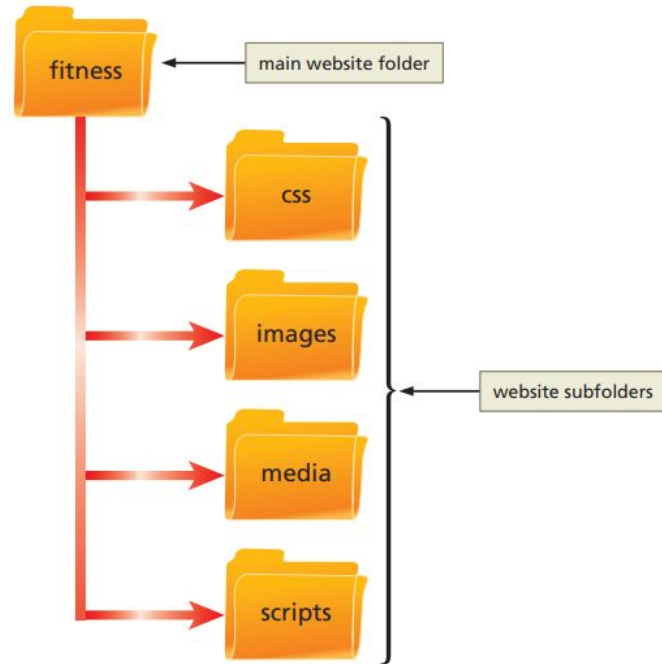 fitness
main website folder
css
images
website subfolders
media
scripts